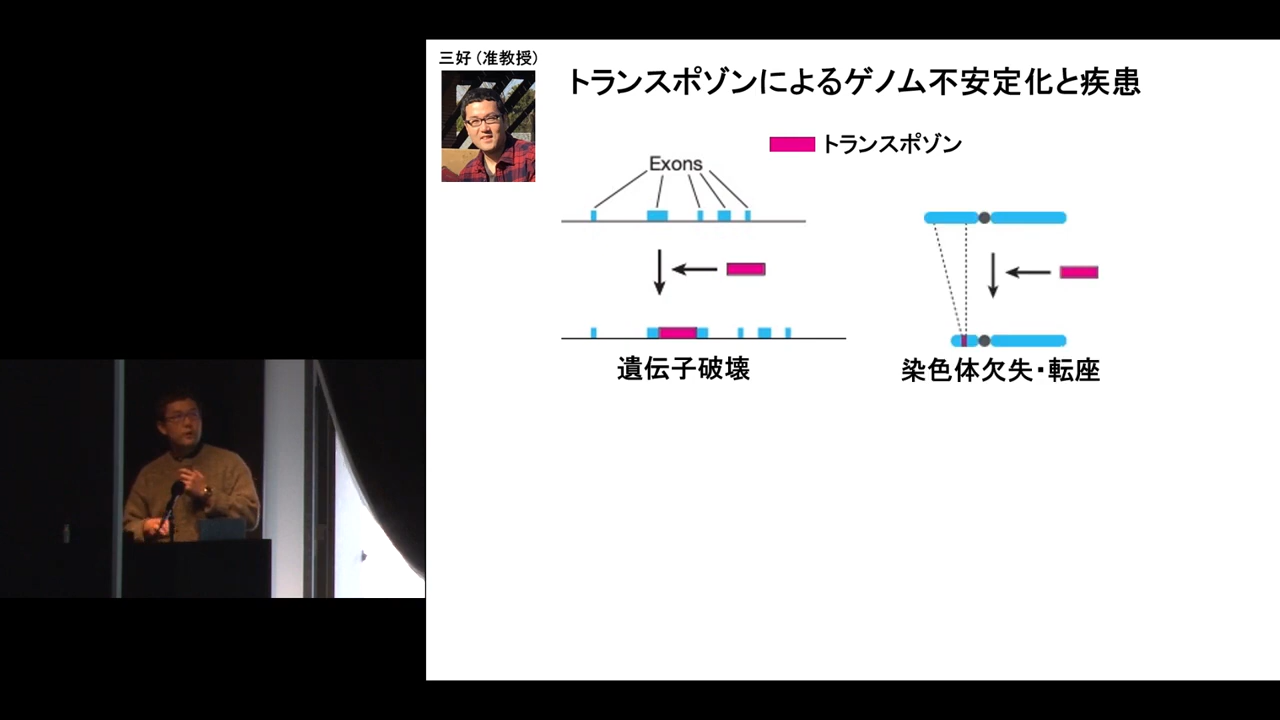 三好（准教授）
トランスポゾンによるゲノム不安定化と疾患
トランスポゾン
Exons
遺伝子破壊
染色体欠失・転座